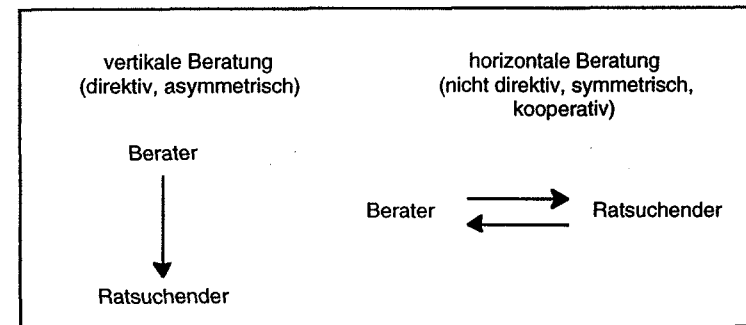 vertikale Beratung
(direktiv, asymmetrisch)
Berater
Ratsuchender
horizontale Beratung
(nicht direktiv, symmetrisch,
kooperativ)
Berater
Ratsuchender